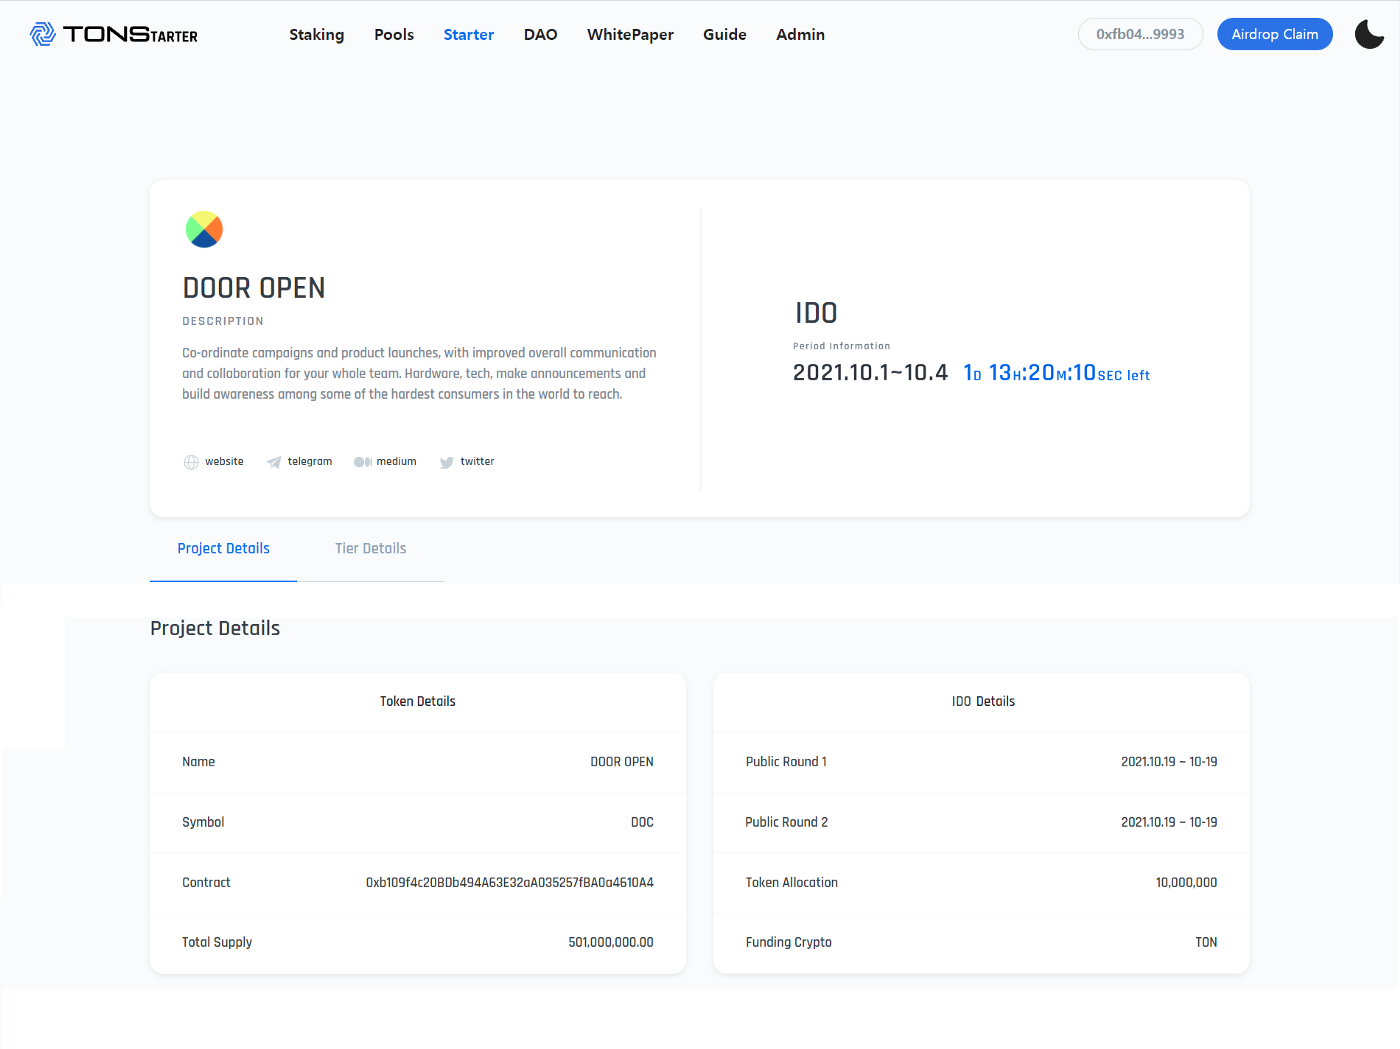 TONSTARTER
Staking Pools Starter DAO WhitePaper Guide Admin
0xfb04...9993
Airdrop Claim
DOOR OPEN
DESCRIPTION
Co-ordinate campaigns and product launches, with improved overall communication
and collaboration for your whole team. Hardware, tech, make announcements and
build awareness among some of the hardest consumers in the world to reach.
website telegram medium twitter
IDO
Period Information
2021.10.1~10.4 1D 13H:20M:10SEC left
Project Details Tier Details
Project Details
Token Details
Name DOOR OPEN
Symbol DOC
Contract 0xb109f4c20BDb494A63E32aA035257fBA0a4610A4
Total Supply 501,000,000.00
IDO Details
Public Round 1 2021.10.19 ~ 10-19
Public Round 2 2021.10.19 ~ 10-19
Token Allocation 10,000,000
Funding Crypto TON